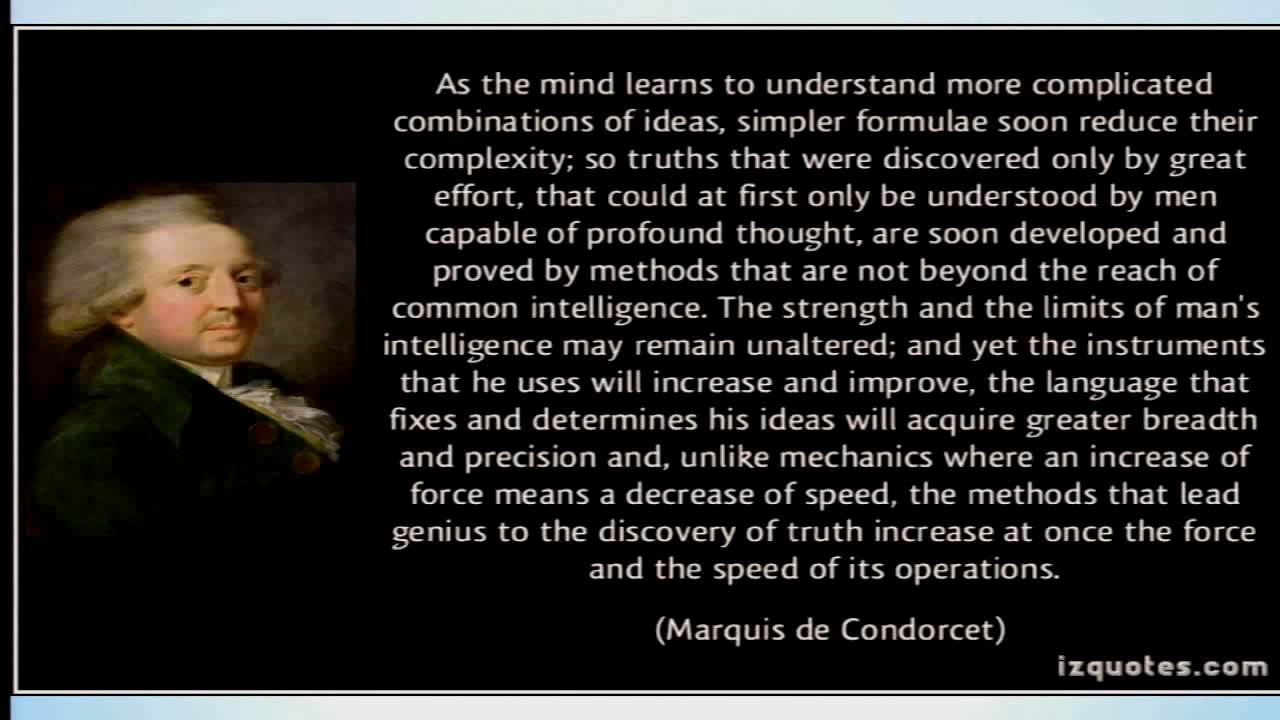 As the mind learns to understand more complicated
combinations of ideas, simpler formulae soon reduce their
complexity; so truths that were discovered only by great
effort, that could at first only be understood by men
capable of profound thought, are soon developed and
proved by methods that are not beyond the reach of
common intelligence. The strength and the limits of man's
intelligence may remain unaltered; and yet the instruments
that he uses will increase and improve, the language that
fixes and determines his ideas will acquire greater breadth
and precision and, unlike mechanics where an increase of
force means a decrease of speed, the methods that lead
genius to the discovery of truth increase at once the force
and the speed of its operations.
(Marquis de Condorcet)
izquotes.com